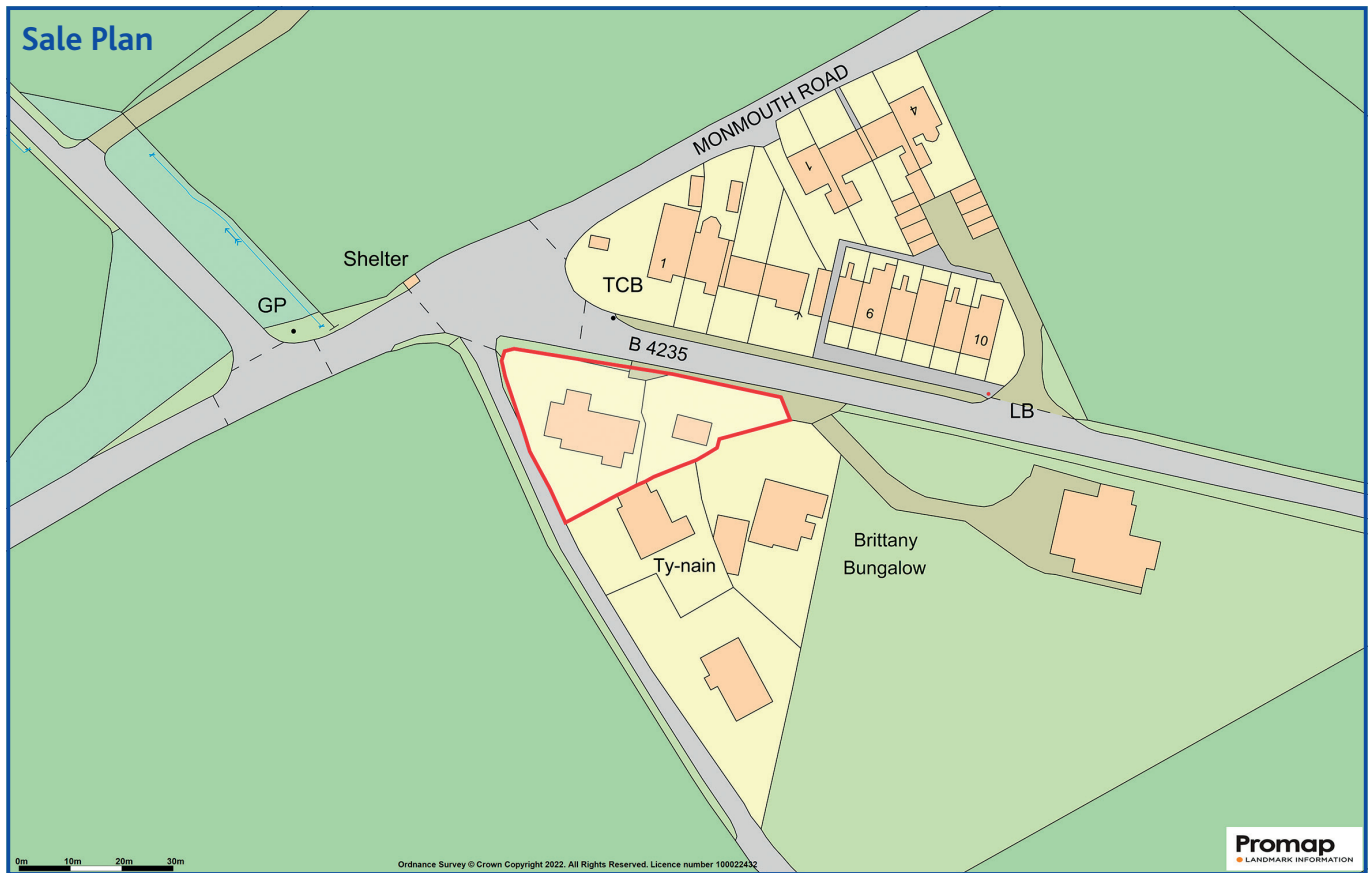 Sale Plan
MONMOUTH ROAD
4
1
Shelter
1
TCB
GP
6
10
B 4235
LB
Brittany
Bungalow
Ty-nain
0m 10m 20m 30m
Ordnance Survey © Crown Copyright 2022. All Rights Reserved. Licence number 100022432
Promap
LANDMARK INFORMATION